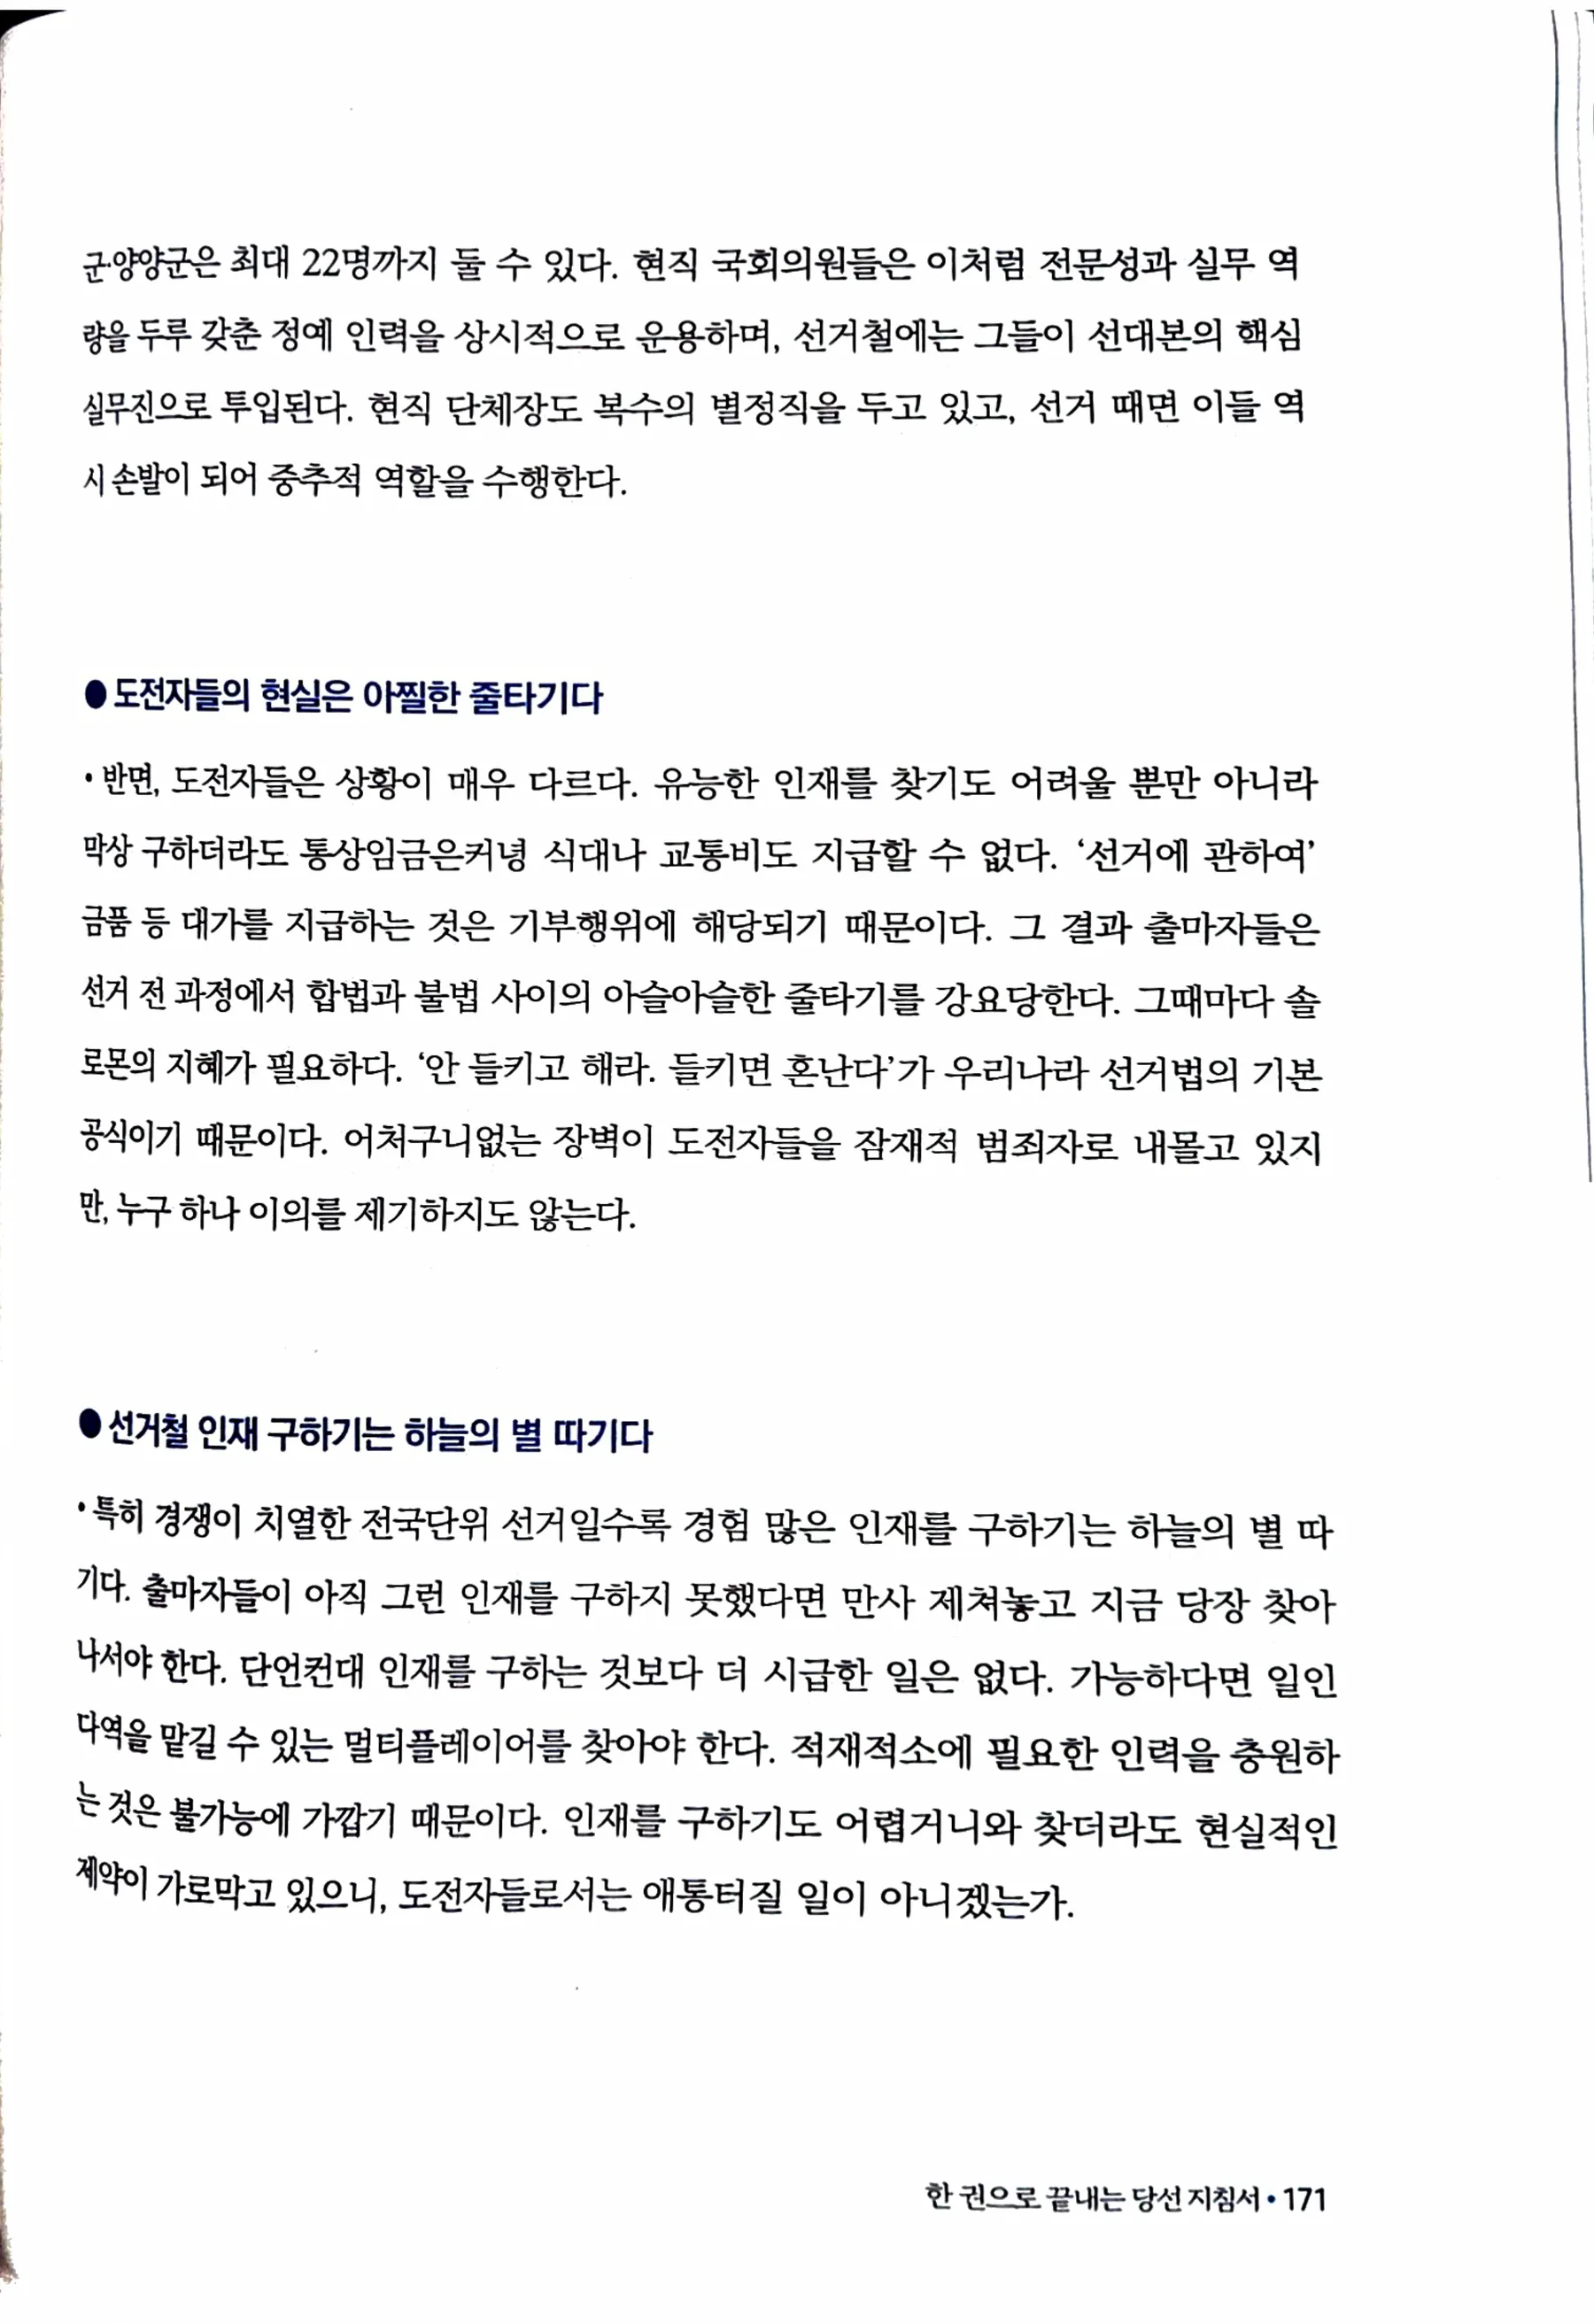 군·양양군은 최대 22명까지 둘 수 있다. 현직 국회의원들은 이처럼 전문성과 실무 역
량을 두루 갖춘 정예 인력을 상시적으로 운용하며, 선거철에는 그들이 선대본의 핵심
실무진으로 투입된다. 현직 단체장도 복수의 별정직을 두고 있고, 선거 때면 이들 역
시 손발이 되어 중추적 역할을 수행한다.
● 도전자들의 현실은 아찔한 줄타기다
• 반면, 도전자들은 상황이 매우 다르다. 유능한 인재를 찾기도 어려울 뿐만 아니라
막상 구하더라도 통상임금은커녕 식대나 교통비도 지급할 수 없다. ‘선거에 관하여’
금품 등 대가를 지급하는 것은 기부행위에 해당되기 때문이다. 그 결과 출마자들은
선거 전 과정에서 합법과 불법 사이의 아슬아슬한 줄타기를 강요당한다. 그때마다 솔
로몬의 지혜가 필요하다. ‘안 들키고 해라. 들키면 혼난다’가 우리나라 선거법의 기본
공식이기 때문이다. 어처구니없는 장벽이 도전자들을 잠재적 범죄자로 내몰고 있지
만, 누구 하나 이의를 제기하지도 않는다.
● 선거철 인재 구하기는 하늘의 별 따기다
• 특히 경쟁이 치열한 전국단위 선거일수록 경험 많은 인재를 구하기는 하늘의 별 따
기다. 출마자들이 아직 그런 인재를 구하지 못했다면 만사 제쳐놓고 지금 당장 찾아
나서야 한다. 단언컨대 인재를 구하는 것보다 더 시급한 일은 없다. 가능하다면 일인
다역을 맡길 수 있는 멀티플레이어를 찾아야 한다. 적재적소에 필요한 인력을 충원하
는 것은 불가능에 가깝기 때문이다. 인재를 구하기도 어렵거니와 찾더라도 현실적인
제약이 가로막고 있으니, 도전자들로서는 애통터질 일이 아니겠는가.
한 권으로 끝내는 당선 지침서 • 171